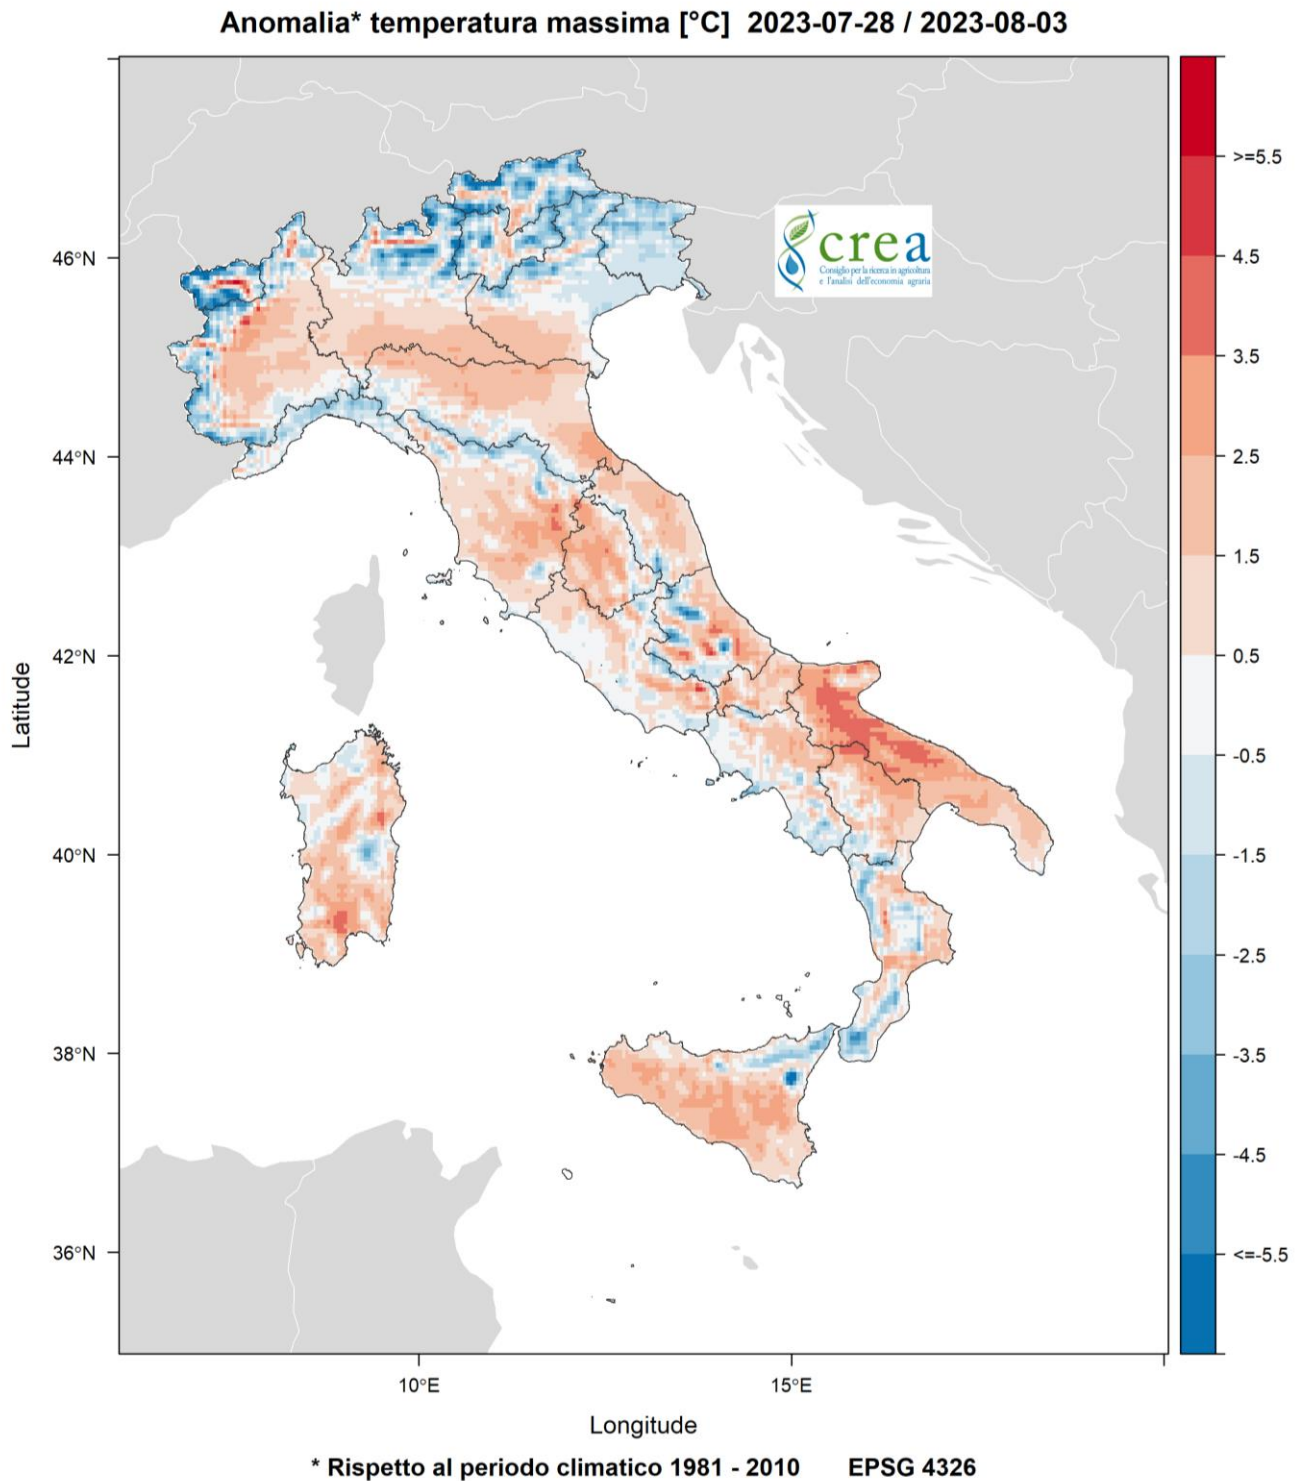 Anomalia* temperatura massima [°C]  2023-07-28 / 2023-08-03
crea
Consiglio per la ricerca in agricoltura
e l'analisi dell'economia agraria
>=5.5
4.5
3.5
2.5
1.5
0.5
-0.5
-1.5
-2.5
-3.5
-4.5
<=-5.5
46°N
44°N
42°N
40°N
38°N
36°N
Latitude
10°E
15°E
Longitude
* Rispetto al periodo climatico 1981 - 2010
EPSG 4326